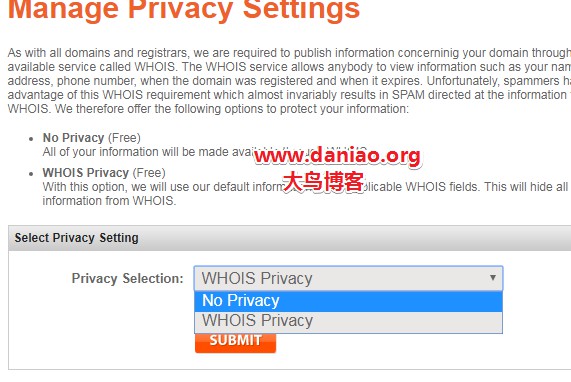 Manage Privacy Settings
As with all domains and registrars, we are required to publish information concerninig your domain through
available service called WHOIS. The WHOIS service allows anybody to view information such as your nam
address, phone number, when the domain was registered and when it expires. Unfortunately, spammers ha
advantage of this WHOIS requirement which almost invariably results in SPAM directed at the information
WHOIS. We therefore offer the following options to protect your information:
No Privacy (Free)
All of your information will be made
www.daniao.org
WHOIS Privacy (Free)
With this option, we will use our default WHOIS fields. This will hide all
大鸟博客
information from WHOIS.
Select Privacy Setting
Privacy Selection: WHOIS Privacy
No Privacy
WHOIS Privacy
SUBMIT